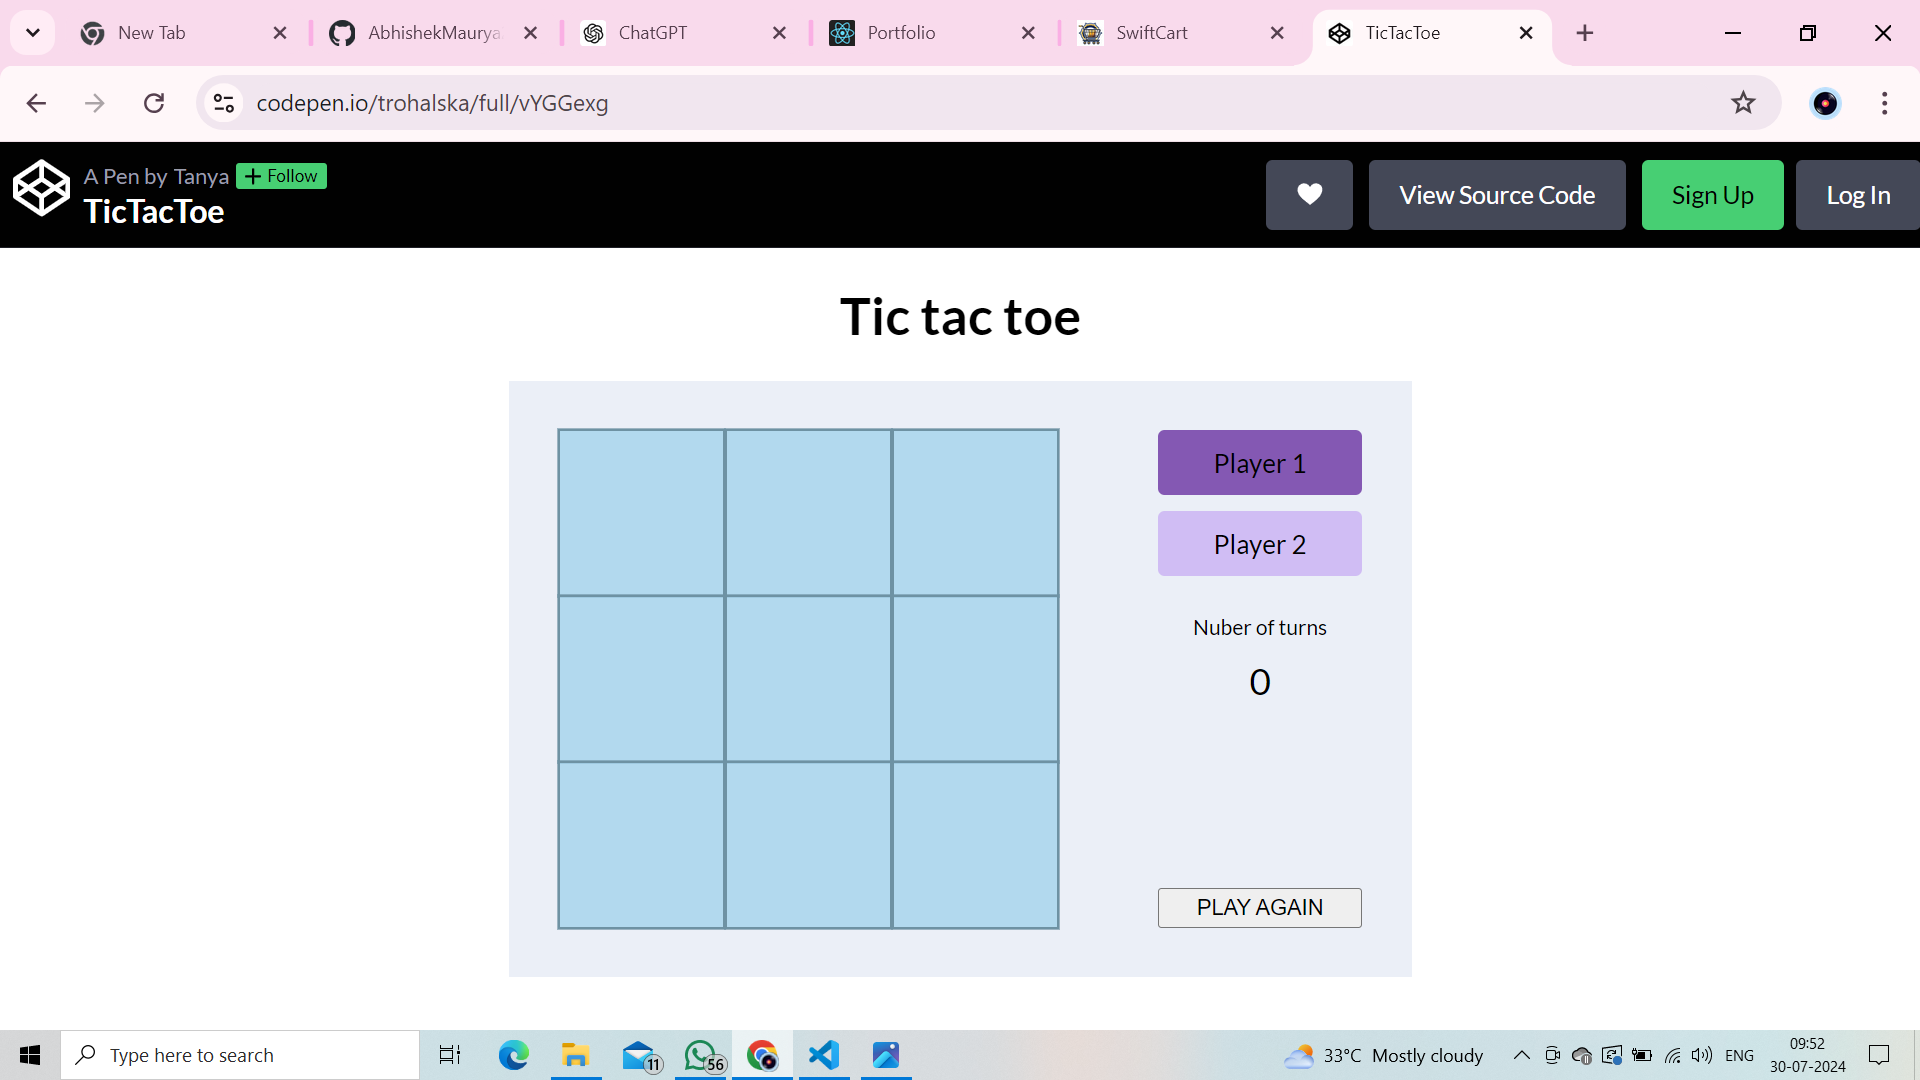 New Tab
AbhishekMaurya
ChatGPT
Portfolio
SwiftCart
TicTacToe
codepen.io/trohalska/full/vYGGexg
A Pen by Tanya
+ Follow
TicTacToe
View Source Code
Sign Up
Log In
Tic tac toe
Player 1
Player 2
Nuber of turns
0
PLAY AGAIN
Type here to search
11
56
33°C Mostly cloudy
ENG
09:52
30-07-2024